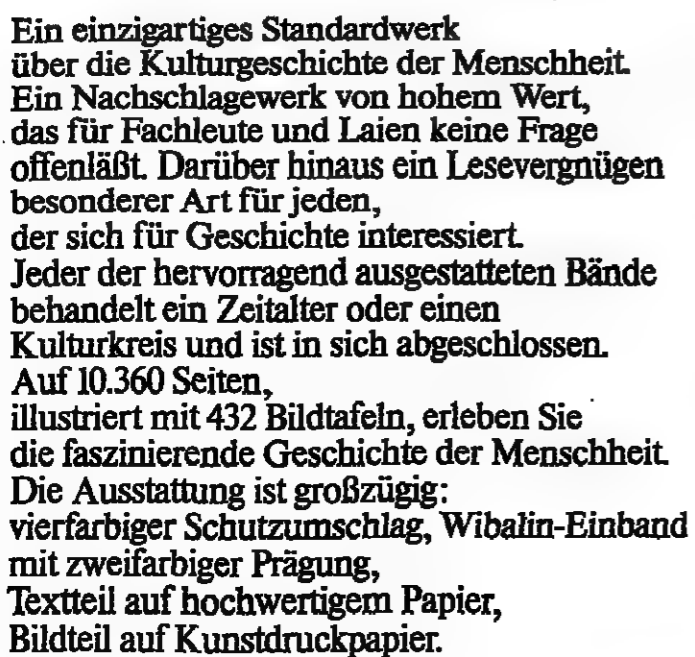 Ein einzigartiges Standardwerk
über die Kulturgeschichte der Menschheit.
Ein Nachschlagewerk von hohem Wert,
das für Fachleute und Laien keine Frage
offenläßt. Darüber hinaus ein Lesevergnügen
besonderer Art für jeden,
der sich für Geschichte interessiert.
Jeder der hervorragend ausgestatteten Bände
behandelt ein Zeitalter oder einen
Kulturkreis und ist in sich abgeschlossen.
Auf 10.360 Seiten,
illustriert mit 432 Bildtafeln, erleben Sie
die faszinierende Geschichte der Menschheit.
Die Ausstattung ist großzügig:
vierfarbiger Schutzumschlag, Wibalin-Einband
mit zweifarbiger Prägung,
Textteil auf hochwertigem Papier,
Bildteil auf Kunstdruckpapier.